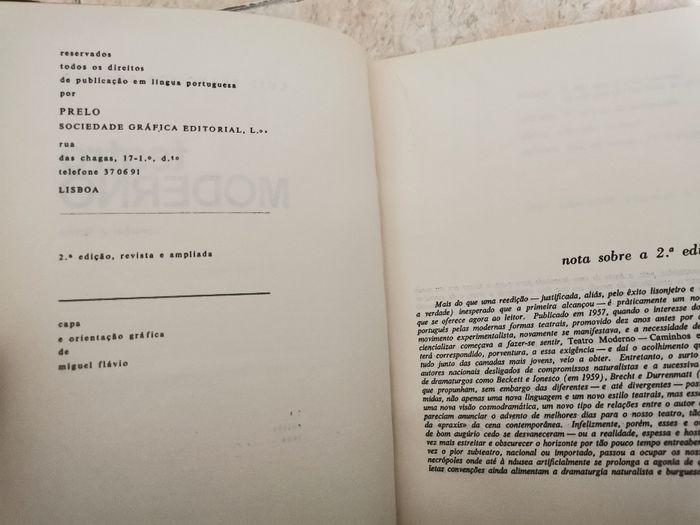 reservados
todos os direitos
de publicação em língua portuguesa
por
PRELO
SOCIEDADE GRÁFICA EDITORIAL, L.ᵈᵃ.
rua
das chagas, 17-1.º, d.ᵗᵒ
telefone 370691
LISBOA
2.ª edição, revista e ampliada
capa
e orientação gráfica
de
miguel flávio
MODERNO
nota sobre a 2.ª edi
Mais do que uma reedição — justificada, aliás, pelo êxito lisonjeiro e
a verdade) inesperado que a primeira alcançou — é pràticamente um no
que se oferece agora ao leitor. Publicado em 1957, quando o interesse do
português pelas modernas formas teatrais, promovido dez anos antes por
movimento experimentalista, novamente se manifestava, e a necessidade de
ciencializar começava a fazer-se sentir, Teatro Moderno — Caminhos e
terá correspondido, porventura, a essa exigência — e daí o acolhimento q
tudo junto das camadas mais jovens, veio a obter. Entretanto, o surto
autores nacionais desligados de compromissos naturalistas e a sucessiva
de dramaturgos como Beckett e Ionesco (em 1959), Brecht e Durrenmatt (
que propunham, sem embargo das diferentes — e até divergentes — pos
midas, não apenas uma nova linguagem e um novo estilo teatrais, mas esse
uma nova visão cosmodramática, um novo tipo de relações entre o autor
pareciam anunciar o advento de melhores dias para o nosso teatro, tão
da «praxis» da cena contemporânea. Infelizmente, porém, esses e o
de bom augúrio cedo se desvaneceram — ou a realidade, espessa e host
vez mais estreitar e obscurecer o horizonte por tão pouco tempo entreaber
vez o pior subteatro, nacional ou importado, passou a ocupar os nos
necrópoles onde até à náusea artificialmente se prolonga a agonia de
letas convenções ainda alimentam a dramaturgia naturalista e burgues